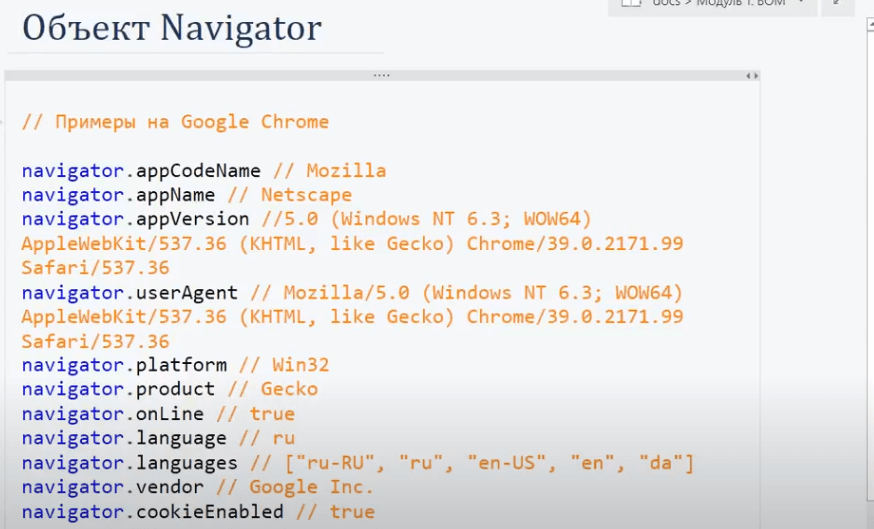 docs > Модуль 1. BOM
Объект Navigator
// Примеры на Google Chrome
navigator.appCodeName // Mozilla
navigator.appName // Netscape
navigator.appVersion //5.0 (Windows NT 6.3; WOW64)
AppleWebKit/537.36 (KHTML, like Gecko) Chrome/39.0.2171.99
Safari/537.36
navigator.userAgent // Mozilla/5.0 (Windows NT 6.3; WOW64)
AppleWebKit/537.36 (KHTML, like Gecko) Chrome/39.0.2171.99
Safari/537.36
navigator.platform // Win32
navigator.product // Gecko
navigator.onLine // true
navigator.language // ru
navigator.languages // ["ru-RU", "ru", "en-US", "en", "da"]
navigator.vendor // Google Inc.
navigator.cookieEnabled // true